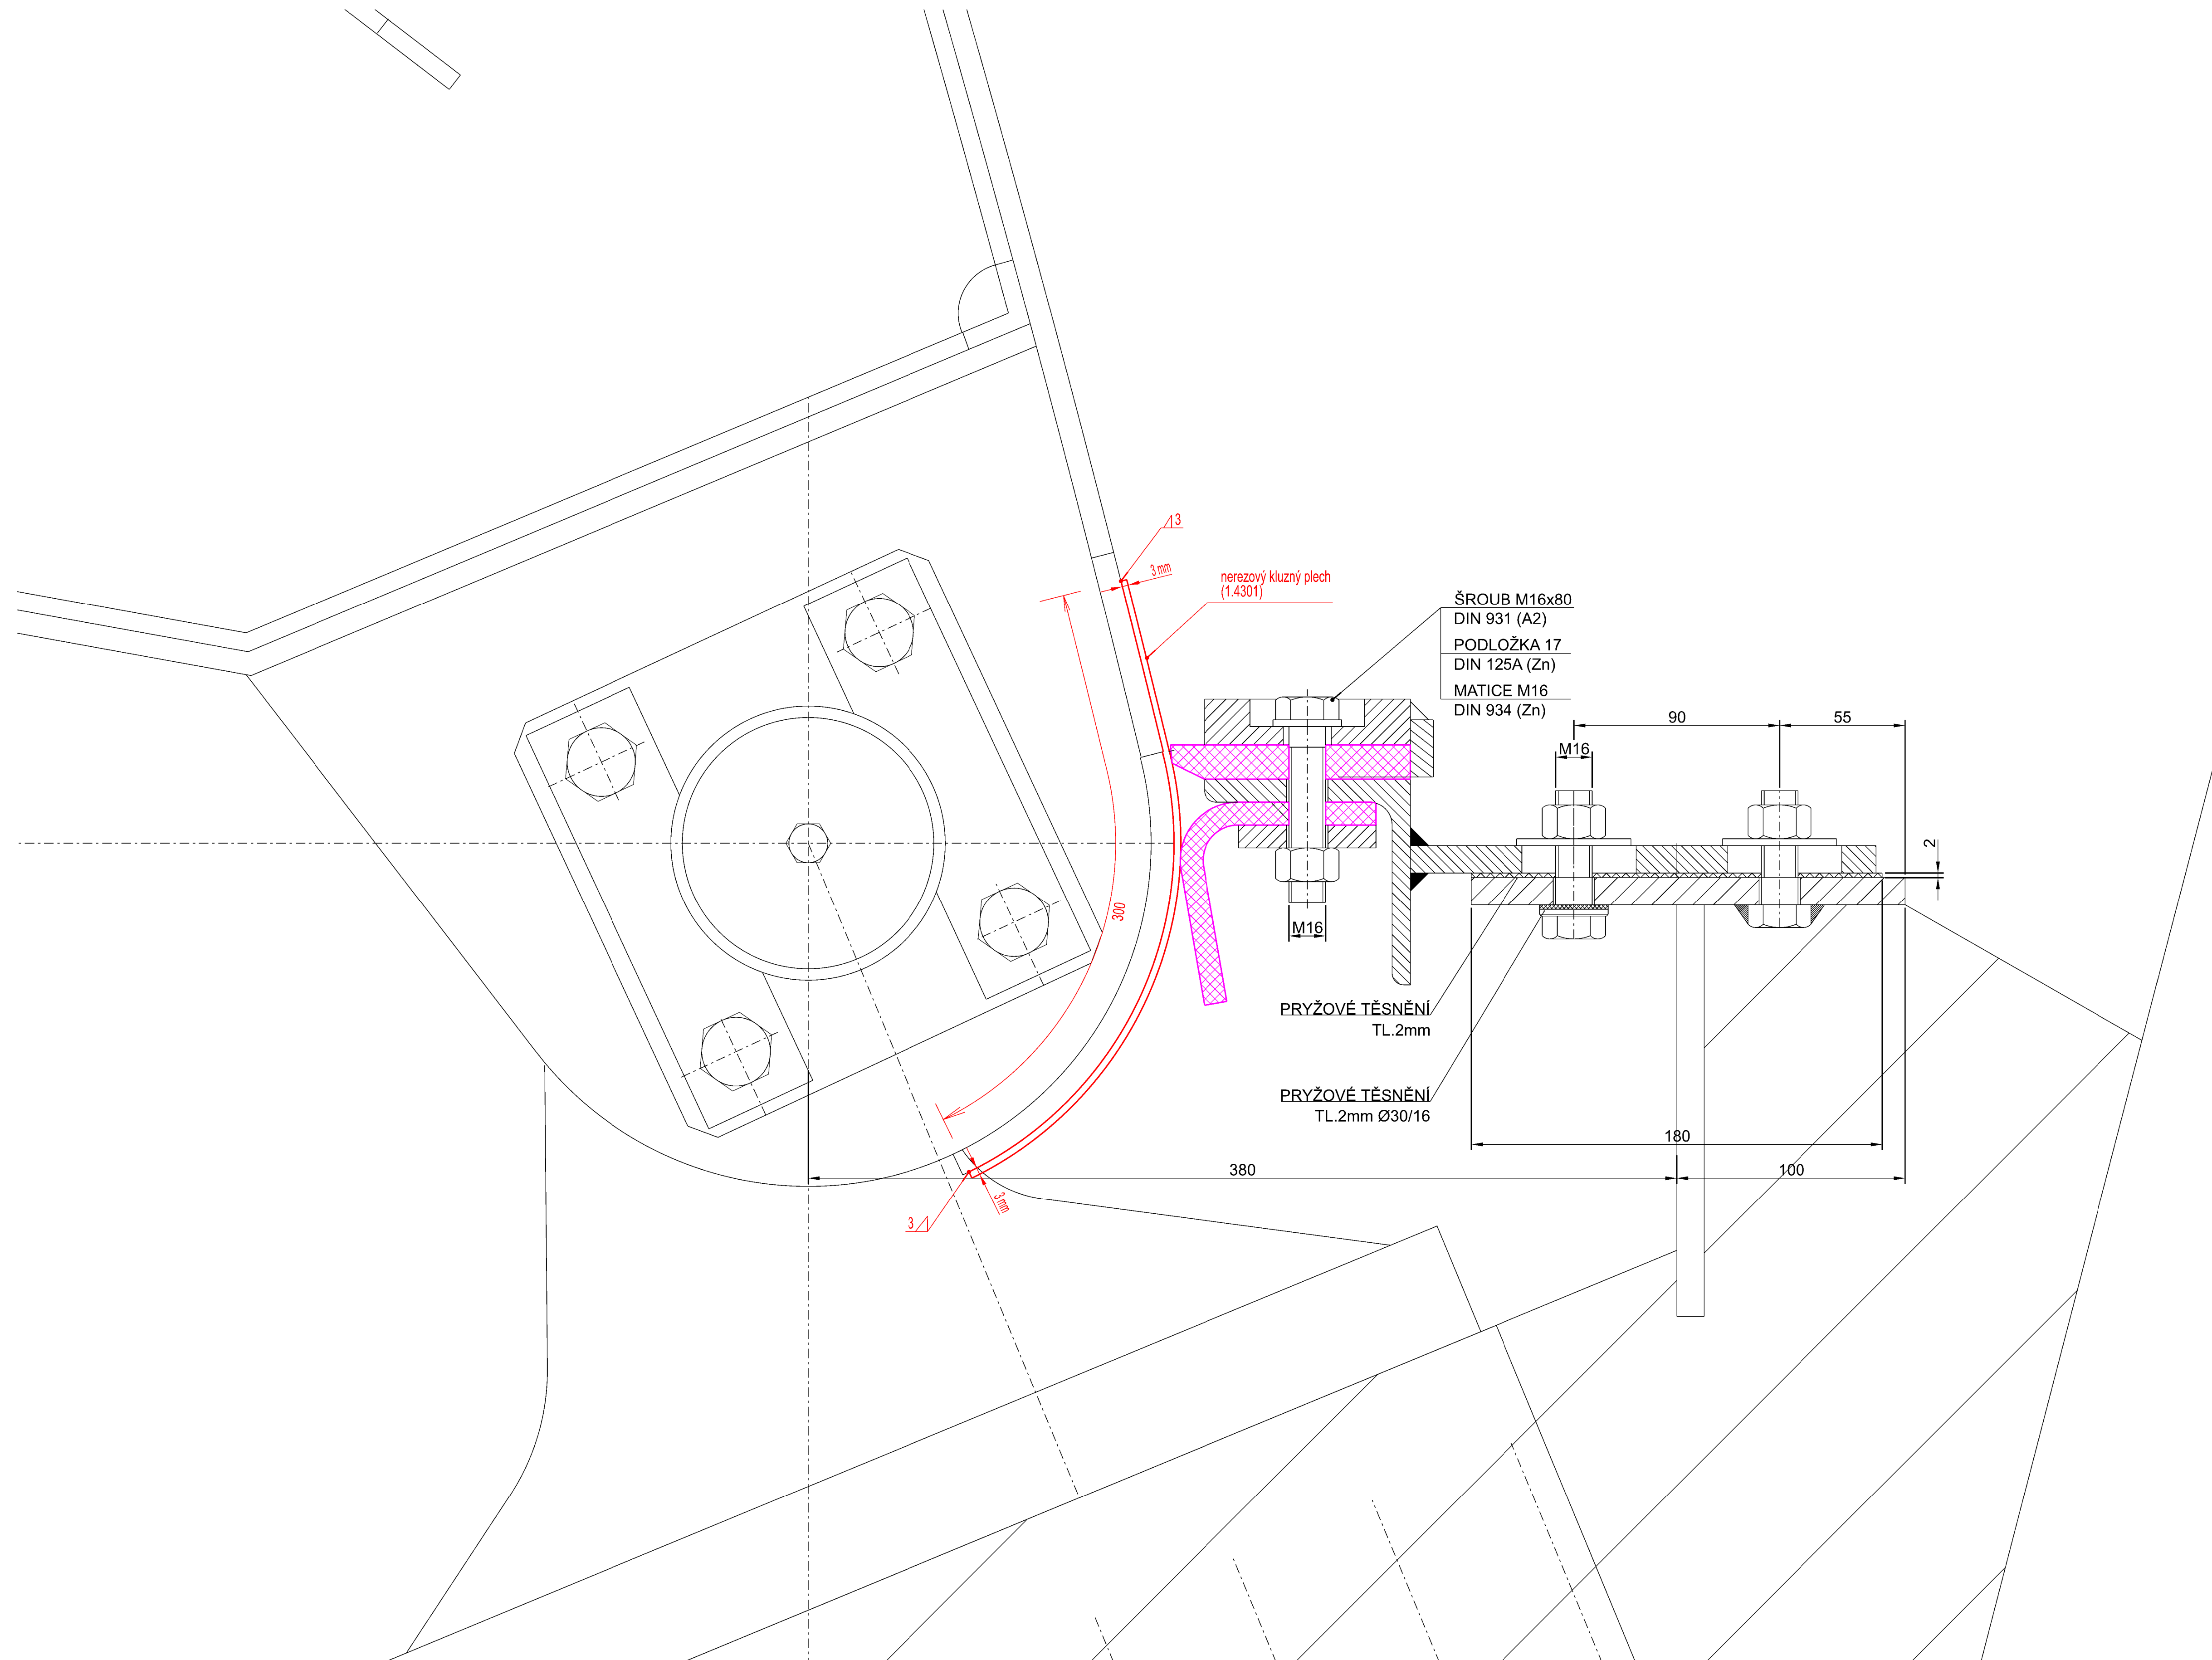 3
3 mm
nerezový kluzný plech
(1.4301)
ŠROUB M16x80
DIN 931 (A2)
PODLOŽKA 17
DIN 125A (Zn)
MATICE M16
DIN 934 (Zn)
90
55
M16
2
300
M16
PRYŽOVÉ TĚSNĚNÍ
TL.2mm
PRYŽOVÉ TĚSNĚNÍ
TL.2mm Ø30/16
180
380
100
3 mm
3